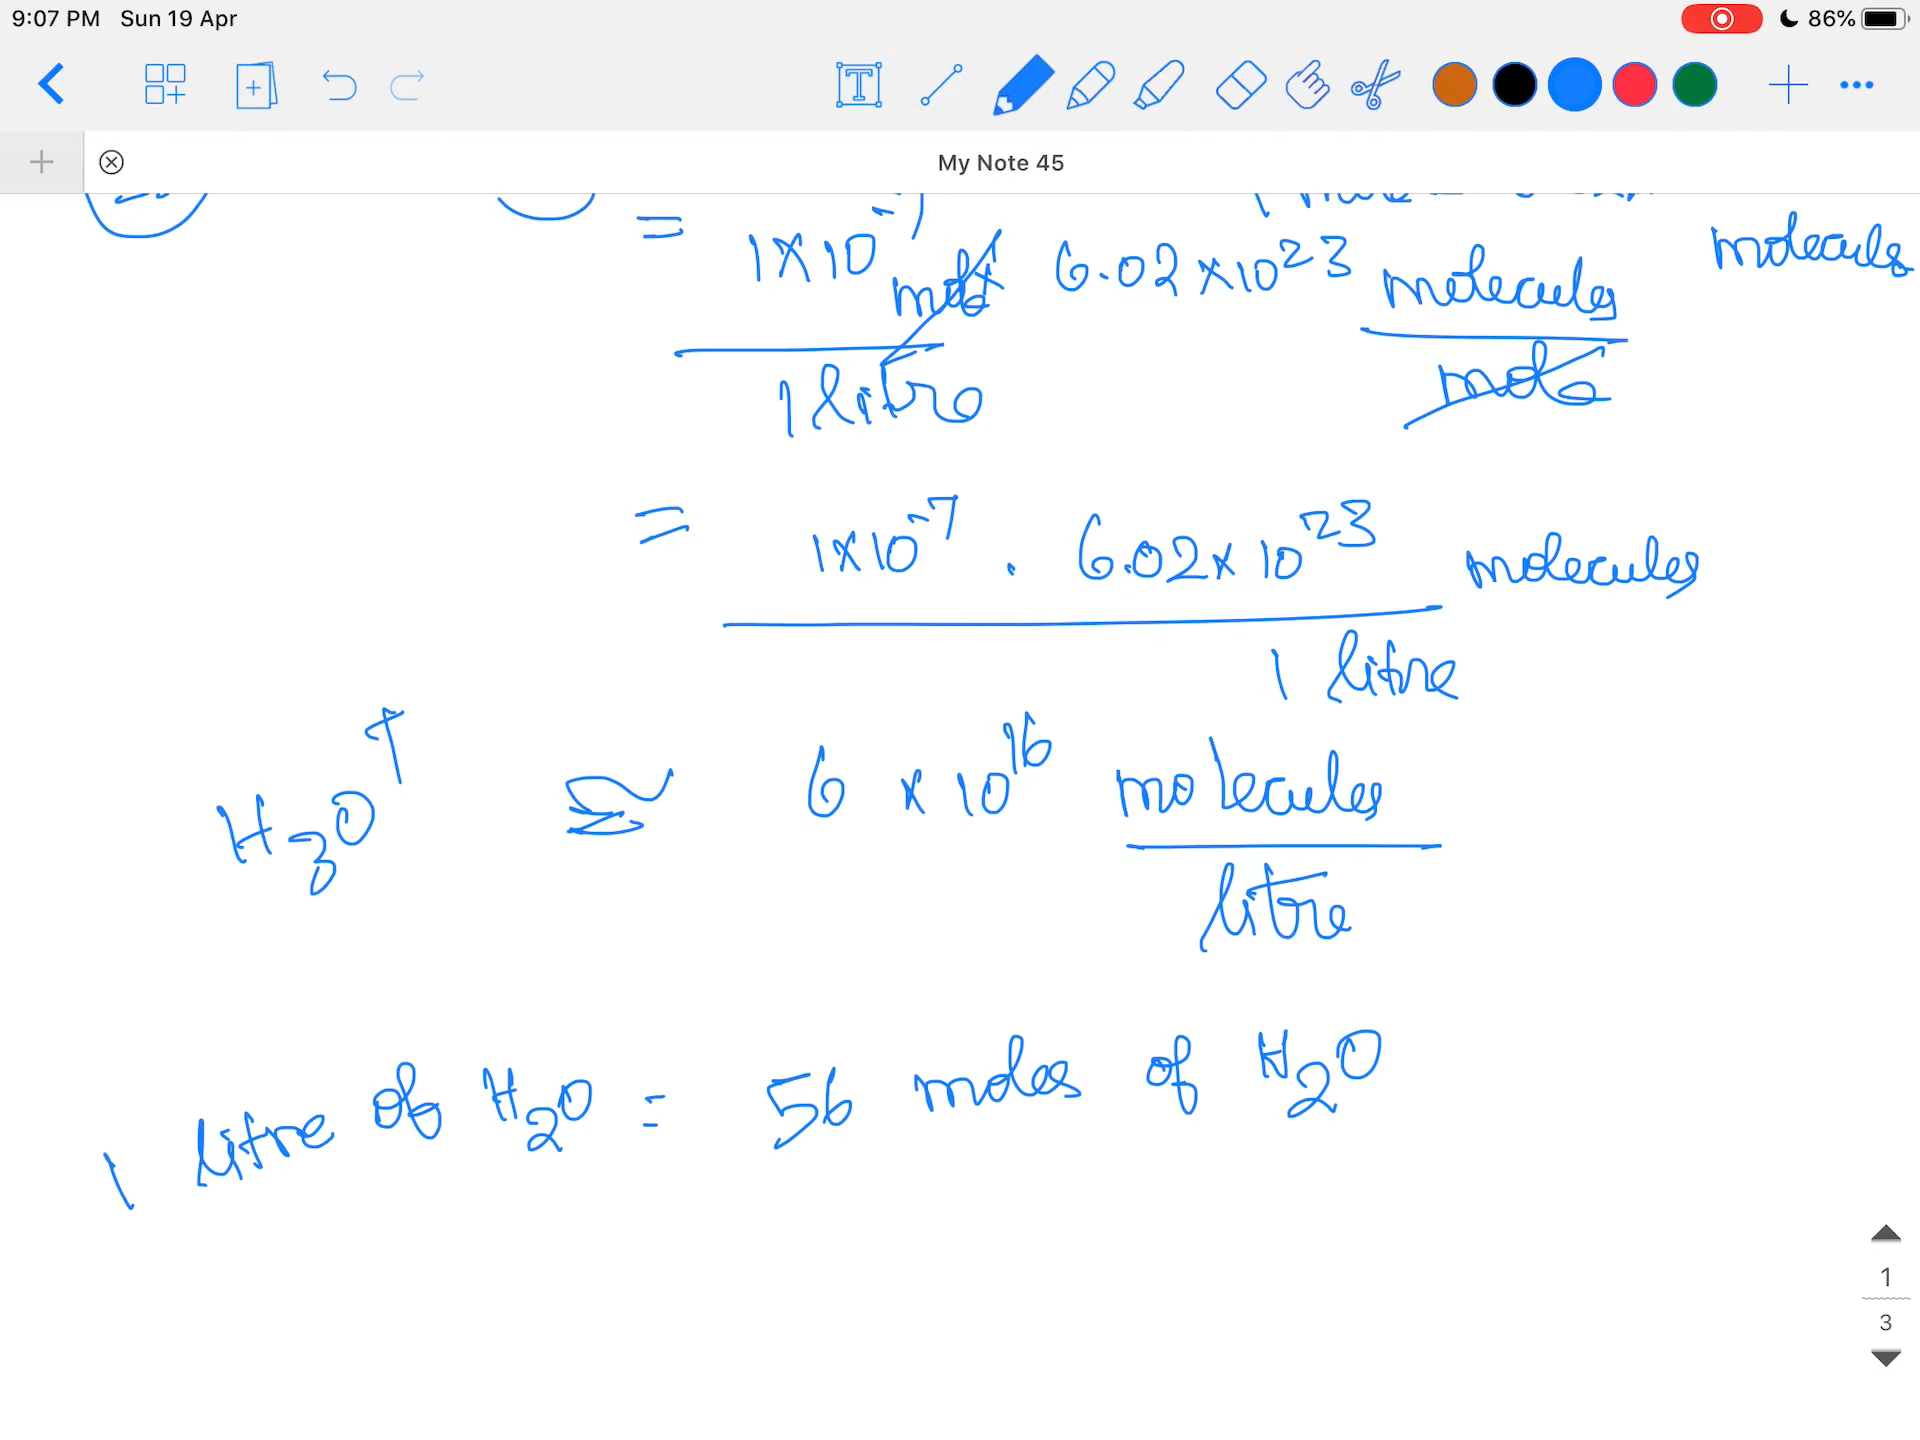 9:07 PM Sun 19 Apr 86%
My Note 45
= 1×10⁻⁷ mol × 6.02×10²³ molecules molecules
1 litre mole
= 1×10⁻⁷ . 6.02×10²³ molecules
1 litre
H₃O⁺ ≅ 6 × 10¹⁶ molecules
litre
1 litre of H₂O = 56 moles of H₂O
1
3